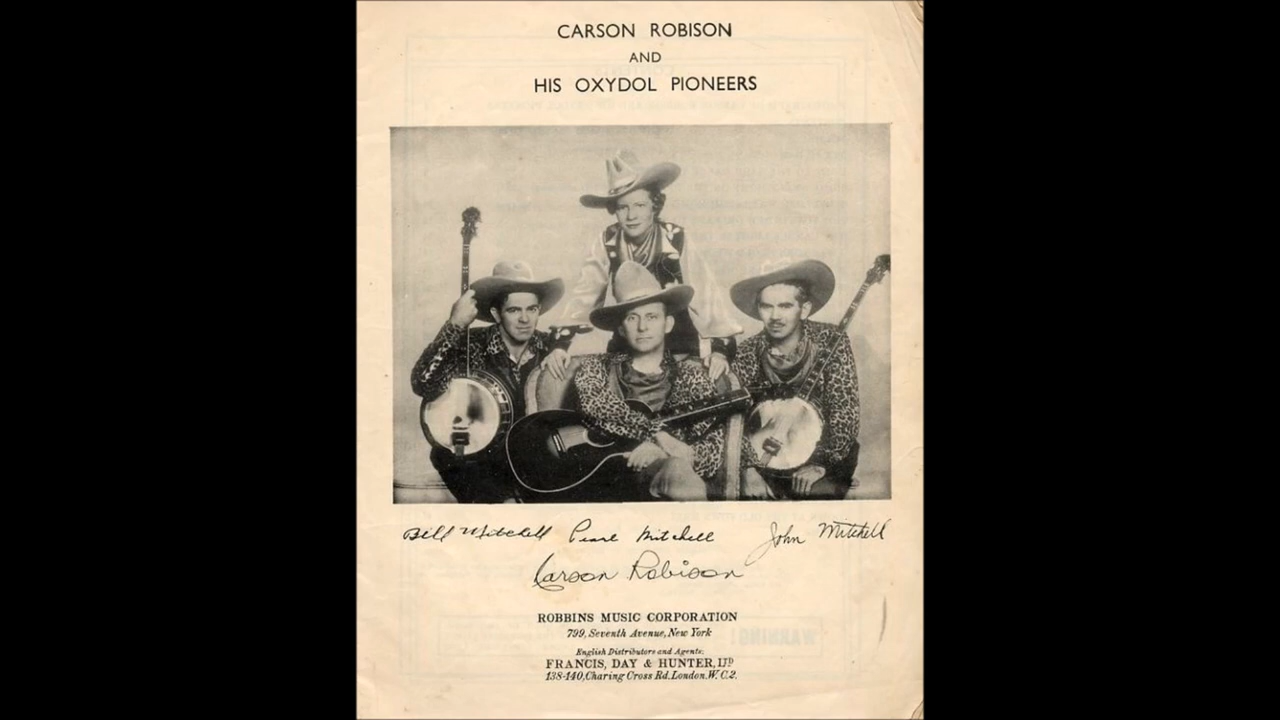 CARSON ROBISON
AND
HIS OXYDOL PIONEERS
Bill Mitchell Pearl Mitchell John Mitchell
Carson Robison
ROBBINS MUSIC CORPORATION
799, Seventh Avenue, New York
English Distributors and Agents:
FRANCIS, DAY & HUNTER, LTD
138-140, Charing Cross Rd. London. W.C.2.
WARNING!